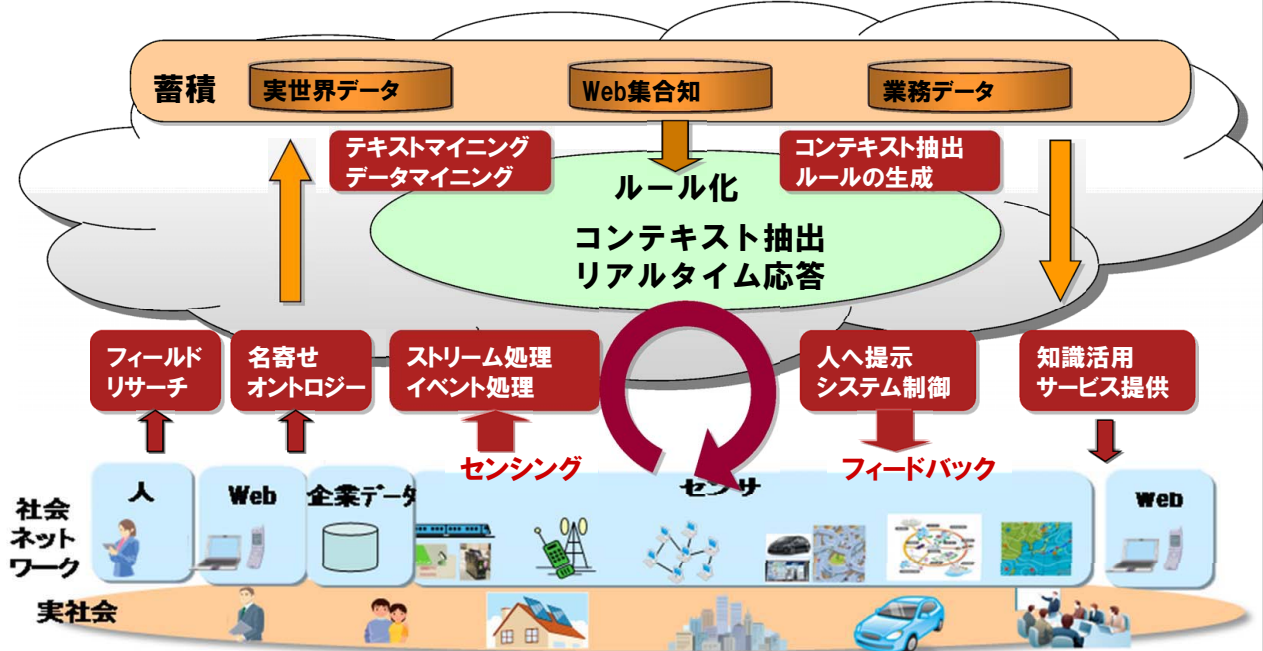 蓄積
実世界データ
Web集合知
業務データ
テキストマイニング
データマイニング
コンテキスト抽出
ルールの生成
ルール化
コンテキスト抽出
リアルタイム応答
フィールド
リサーチ
名寄せ
オントロジー
ストリーム処理
イベント処理
人へ提示
システム制御
知識活用
サービス提供
センシング
フィードバック
社会
ネット
ワーク
人
Web
企業データ
センサ
Web
実社会